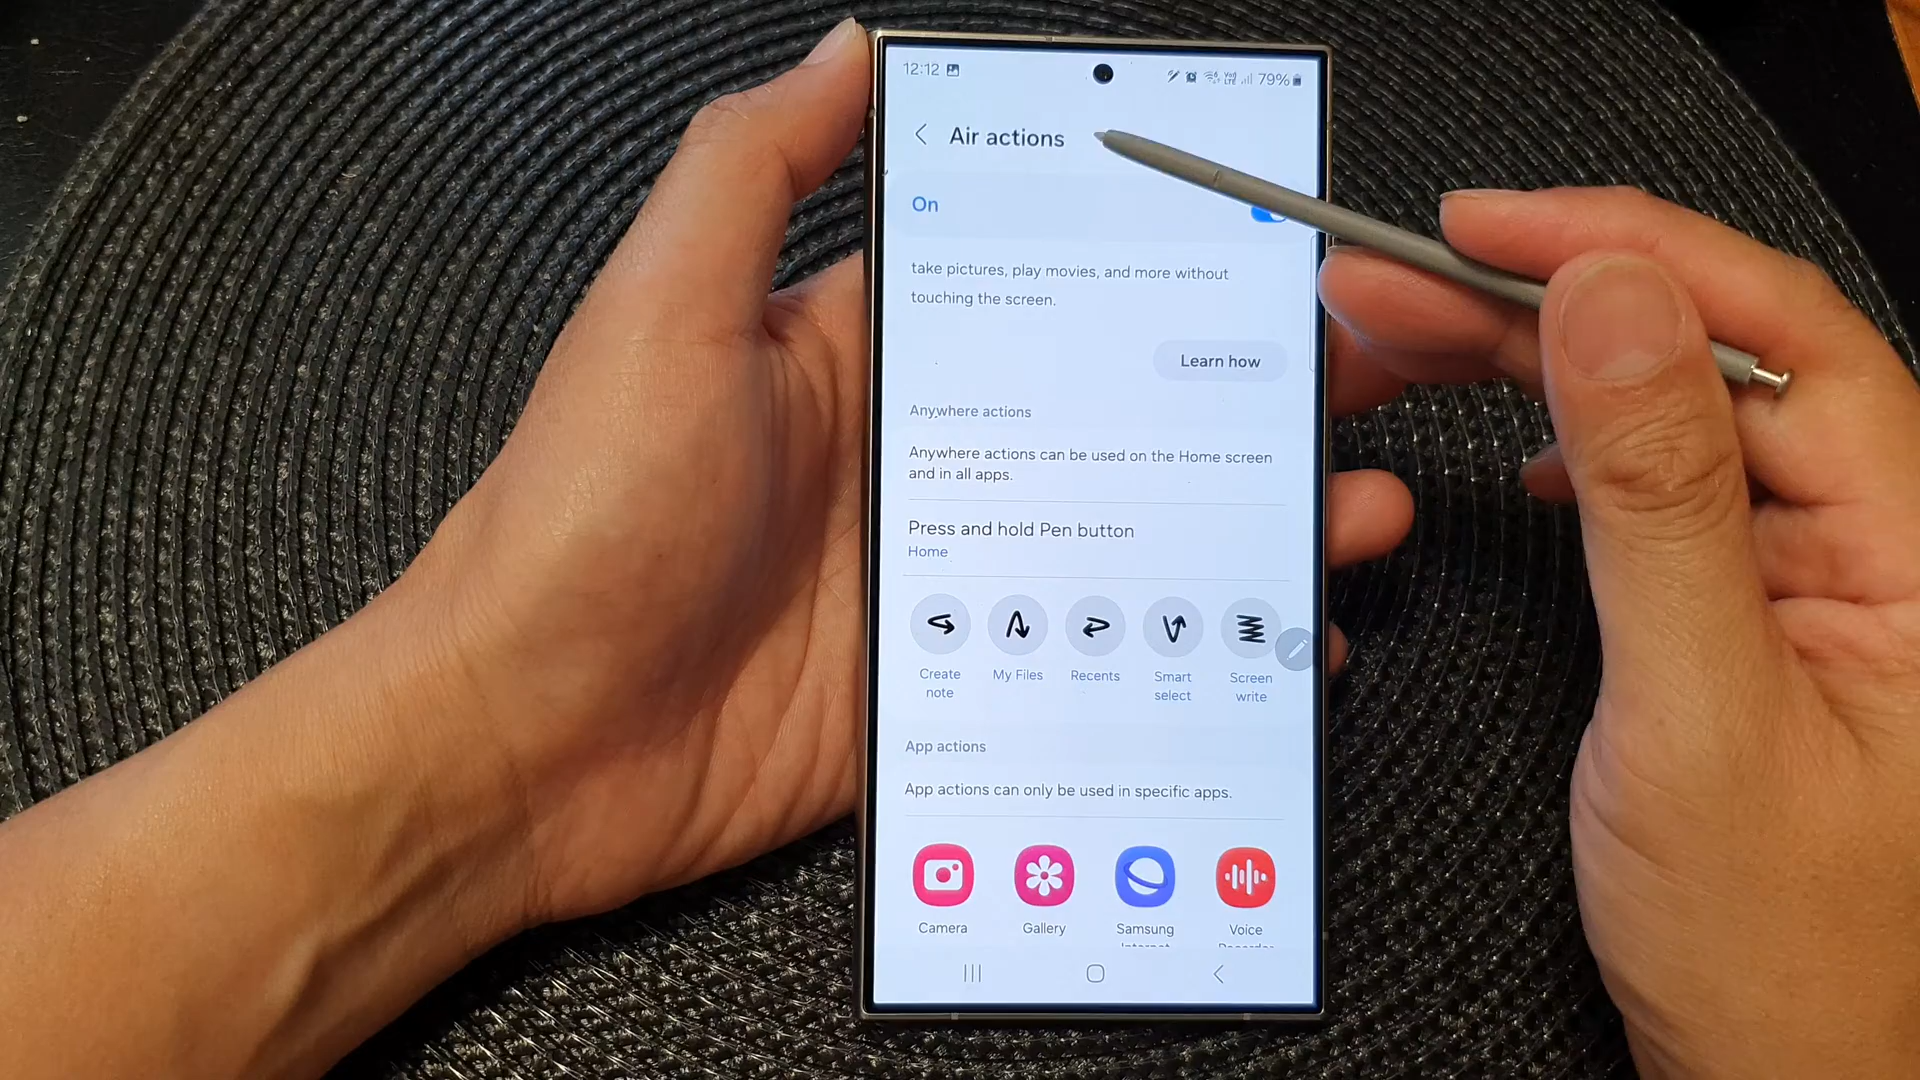 12:12 79%
Air actions
On
take pictures, play movies, and more without
touching the screen.
Learn how
Anywhere actions
Anywhere actions can be used on the Home screen
and in all apps.
Press and hold Pen button
Home
Create
note
My Files
Recents
Smart
select
Screen
write
App actions
App actions can only be used in specific apps.
Camera
Gallery
Samsung
Internet
Voice
Recorder